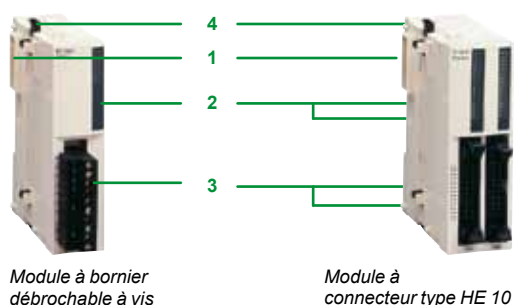 4
1
2
3
Module à bornier
débrochable à vis
Module à
connecteur type HE 10